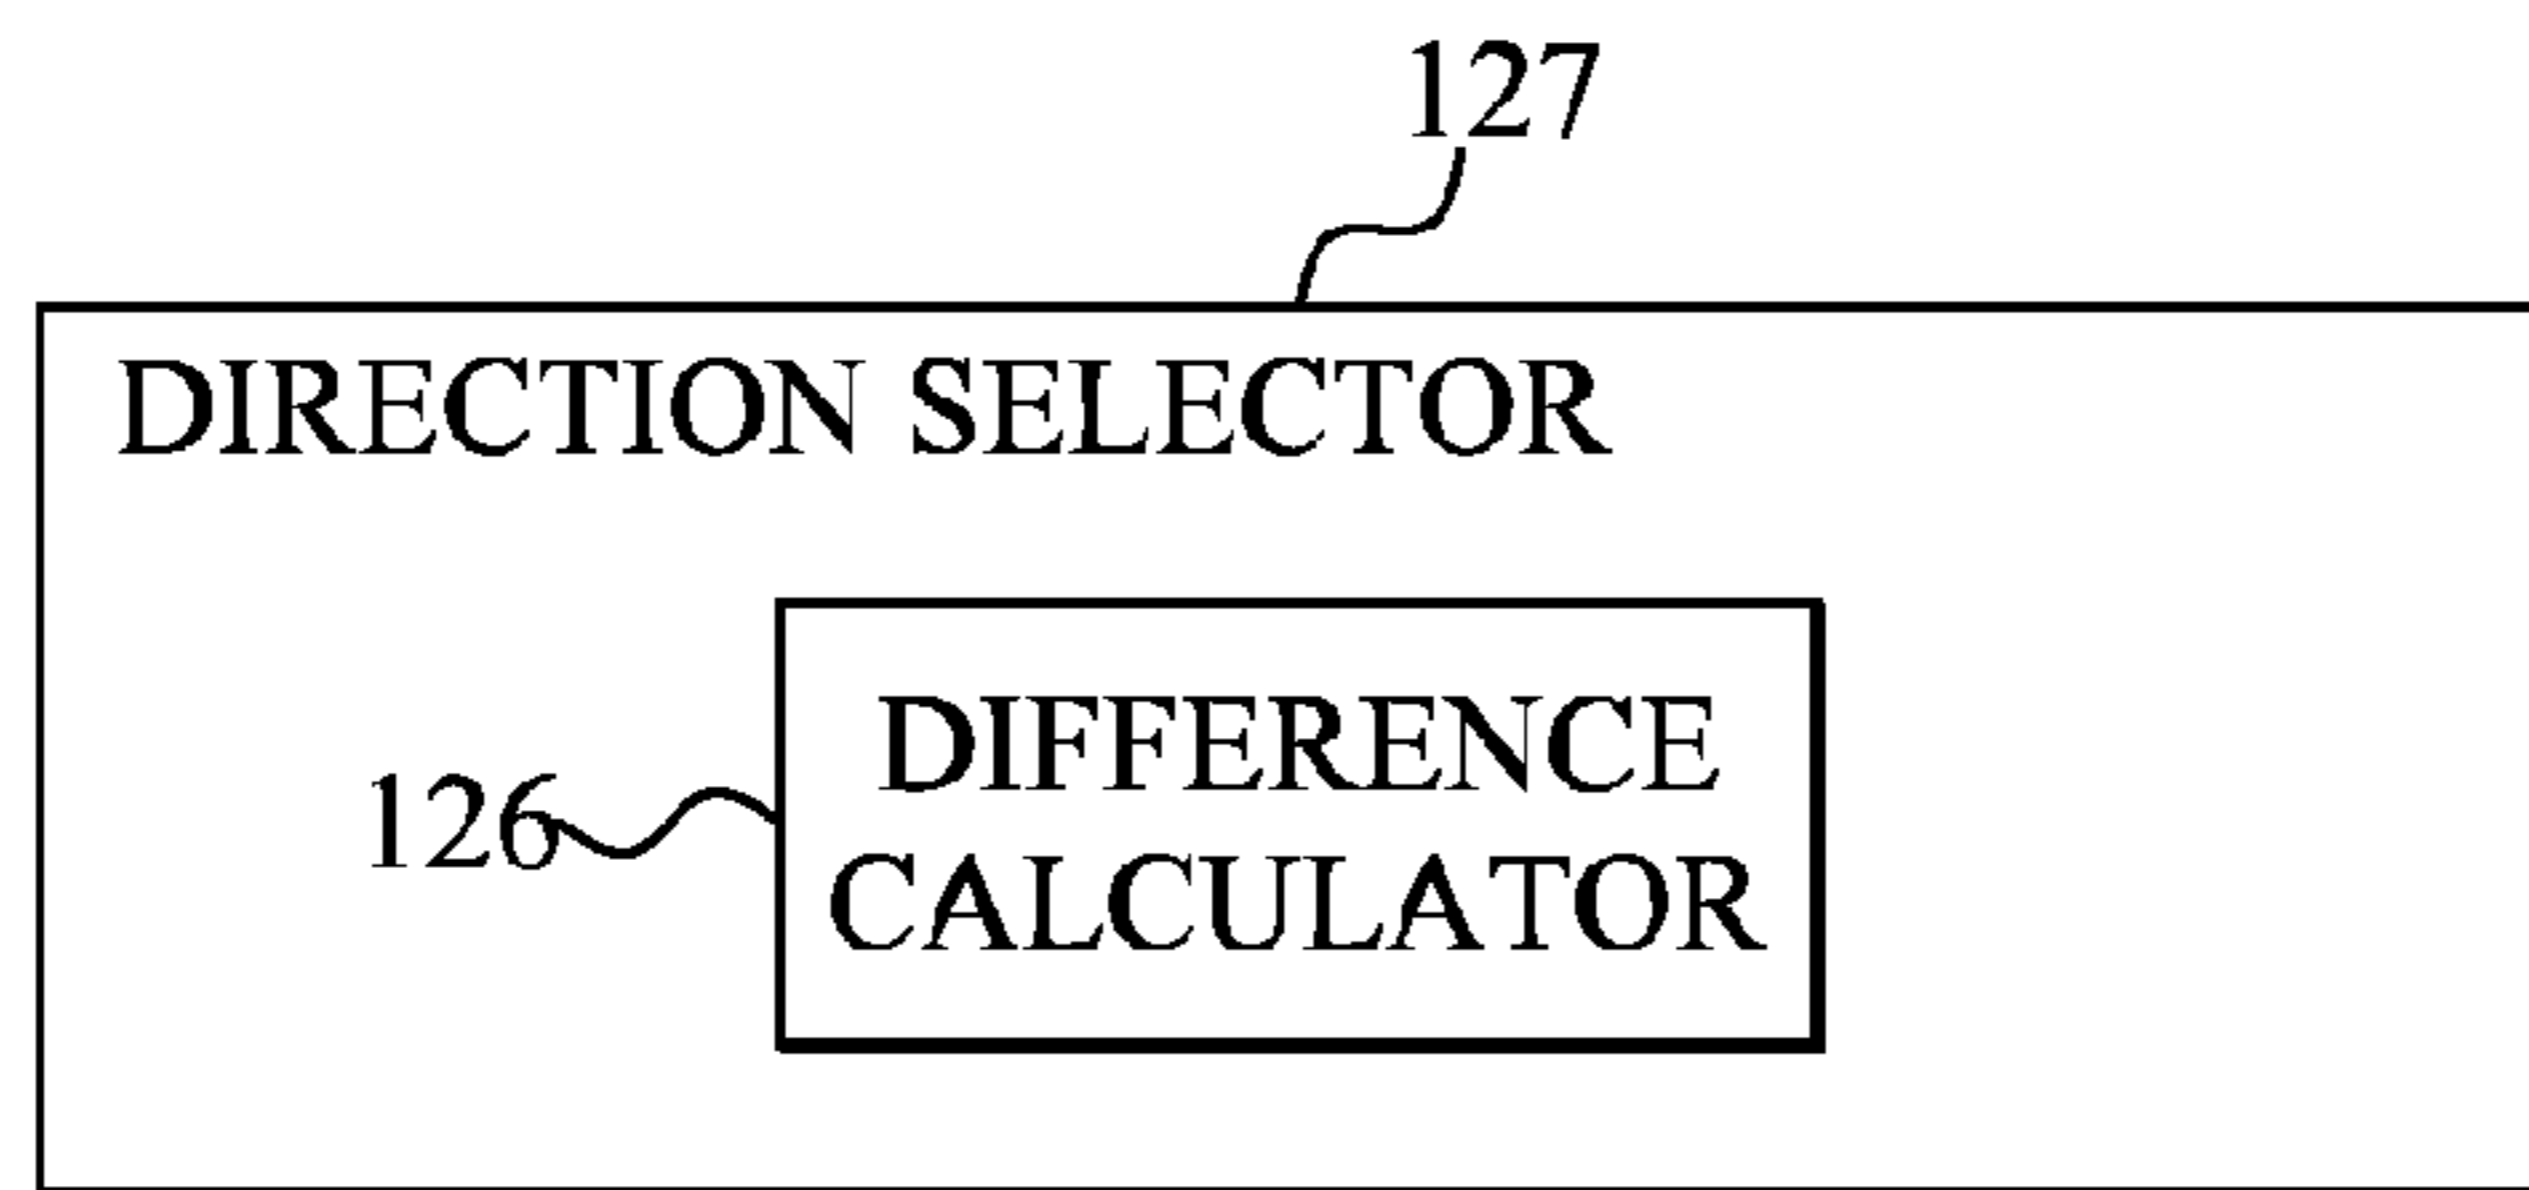 127
DIRECTION SELECTOR
DIFFERENCE
126
CALCULATOR